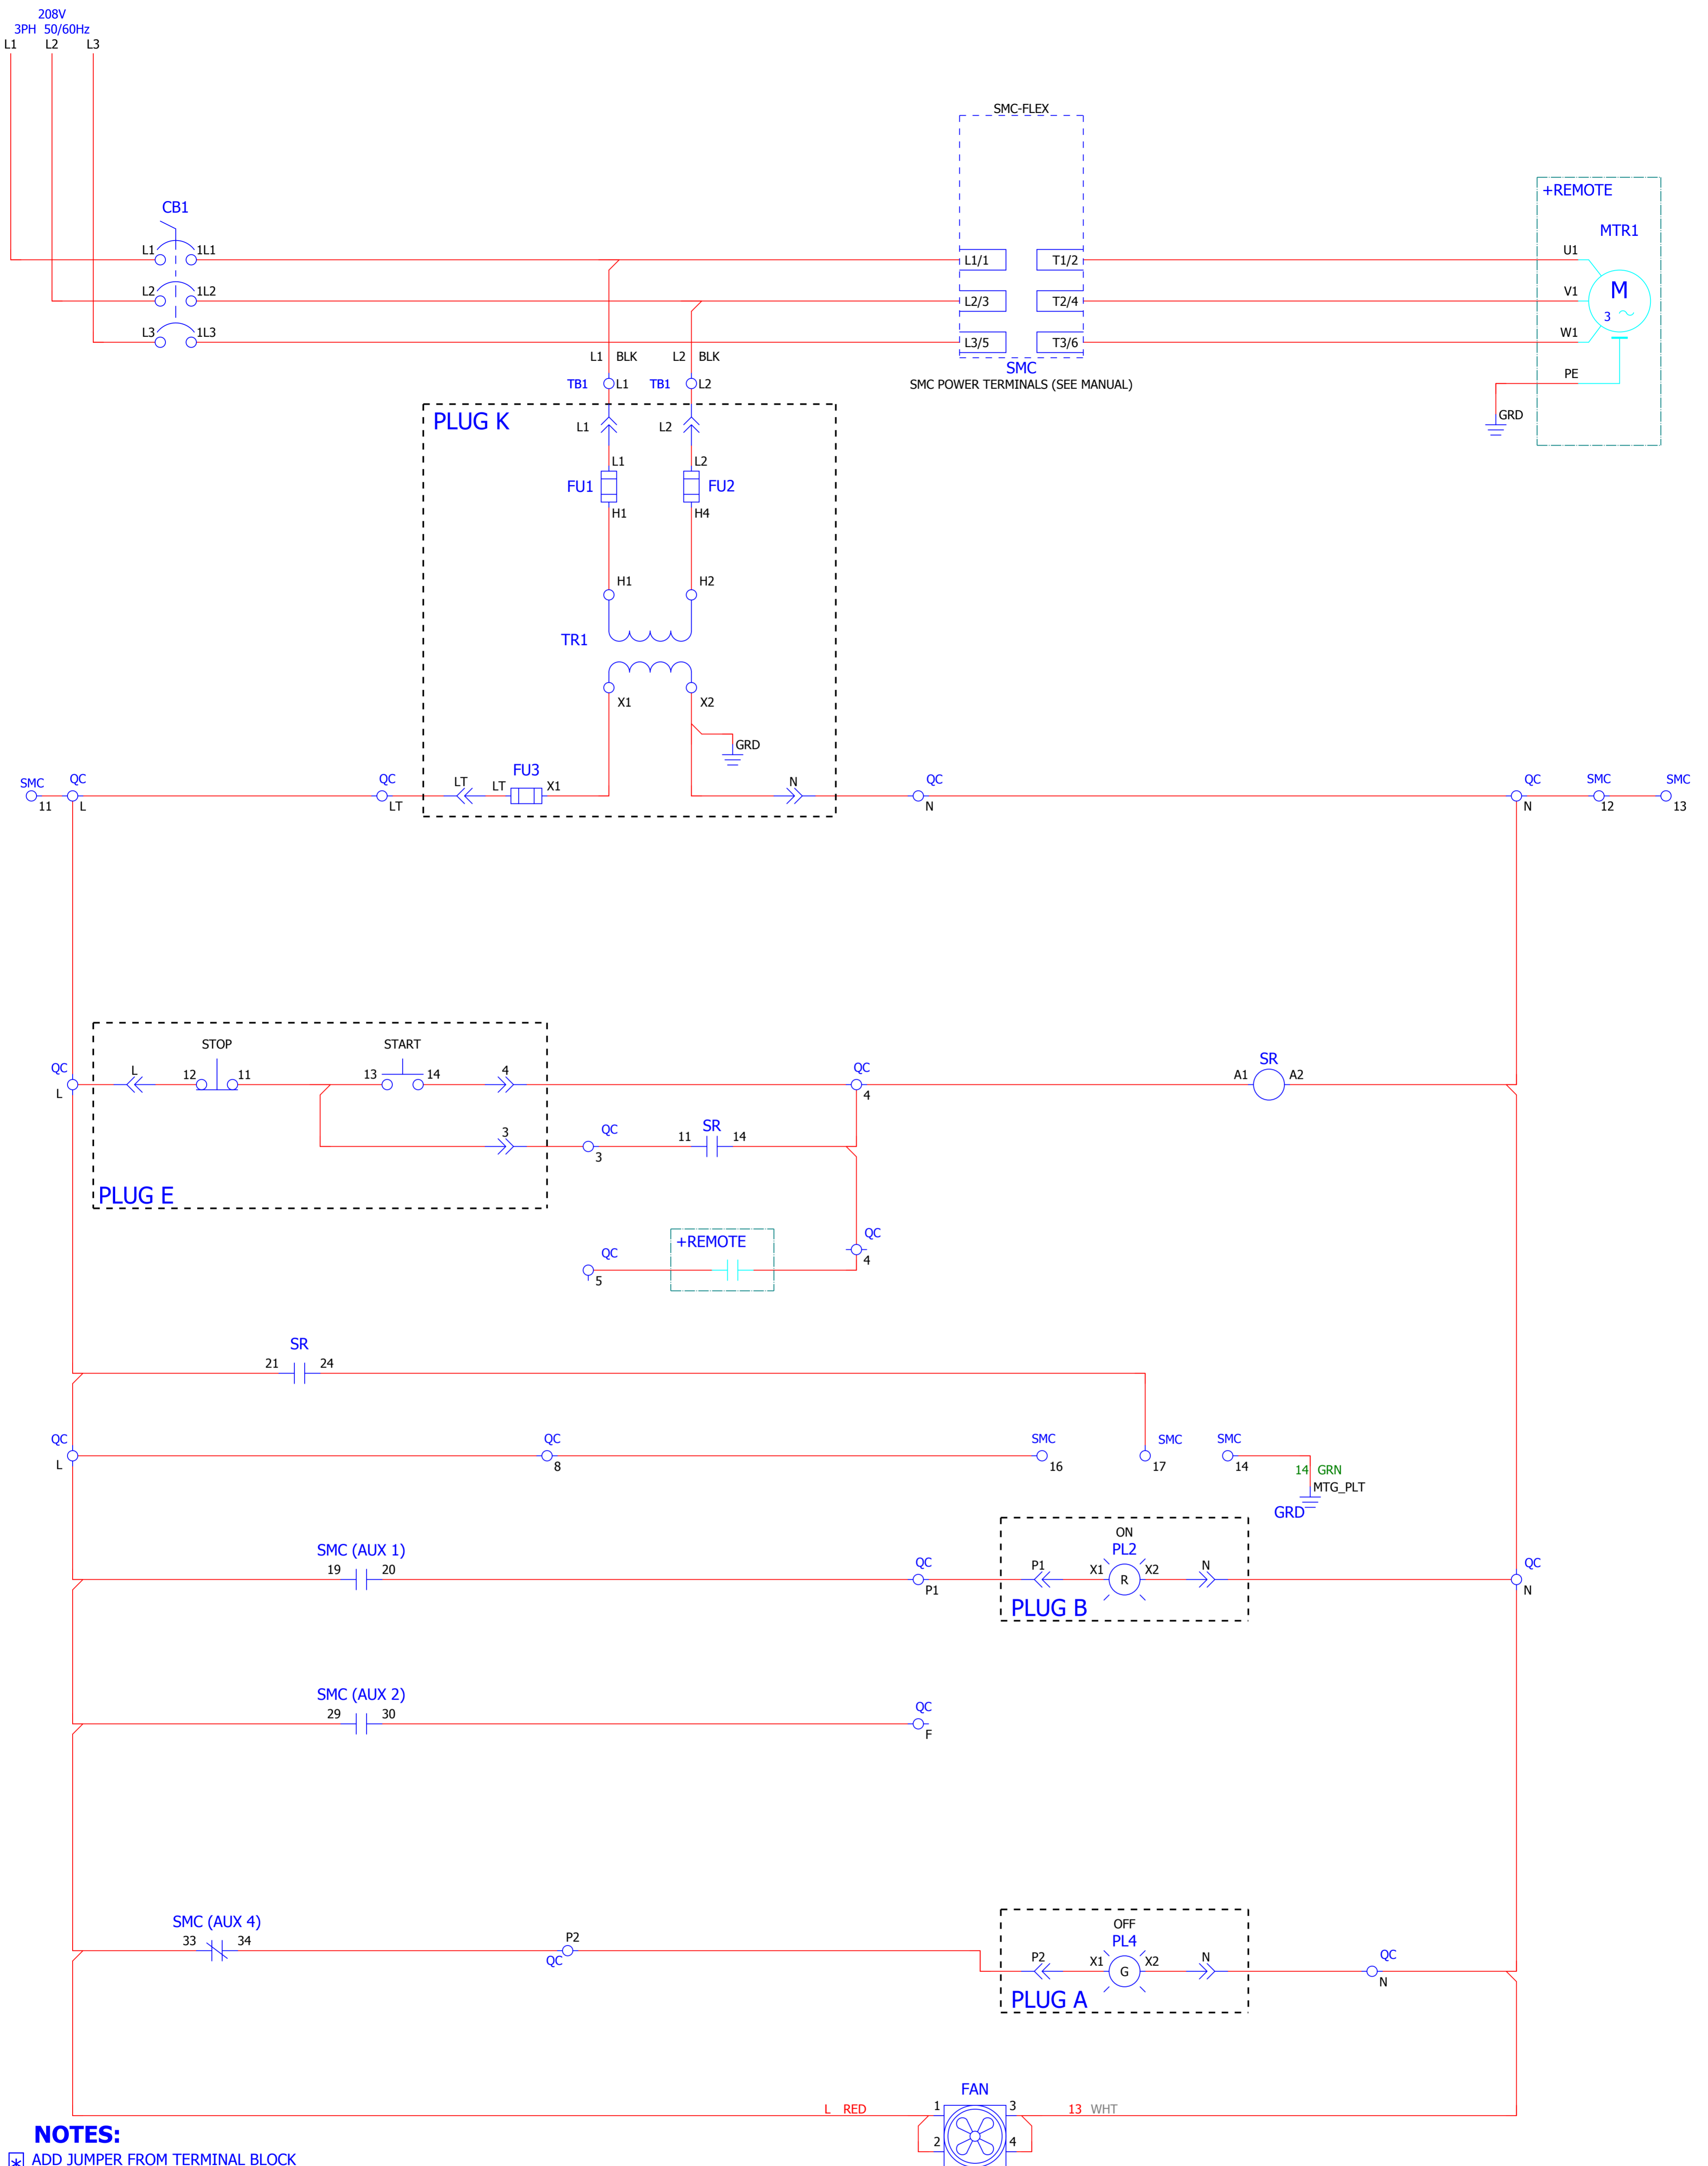 208V
3PH 50/60Hz
L1 L2 L3
SMC-FLEX
+REMOTE
CB1
MTR1
L1 1L1
L1/1 T1/2
U1
L2 1L2
L2/3 T2/4
V1
M
3
L3 1L3
L3/5 T3/6
W1
L1 BLK L2 BLK
SMC
PE
TB1 L1 TB1 L2
SMC POWER TERMINALS (SEE MANUAL)
GRD
PLUG K
L1 L2
L1 L2
FU1 FU2
H1 H4
H1 H2
TR1
X1 X2
GRD
FU3
SMC QC QC LT LT X1 N QC QC SMC SMC
11 L LT N N 12 13
STOP START
QC L 12 11 13 14 4 QC SR
L 4 A1 A2
3 QC 11 SR 14
3
PLUG E
+REMOTE QC
QC 4
5
SR
21 24
QC QC SMC SMC SMC
L 8 16 17 14
14 GRN
MTG_PLT
GRD
ON
SMC (AUX 1) PL2
19 20 QC P1 X1 R X2 N QC
P1 N
PLUG B
SMC (AUX 2)
29 30 QC
F
OFF
SMC (AUX 4) PL4
33 34 P2 P2 X1 G X2 N QC
QC N
PLUG A
FAN
L RED 1 3 13 WHT
2 4
NOTES:
* ADD JUMPER FROM TERMINAL BLOCK